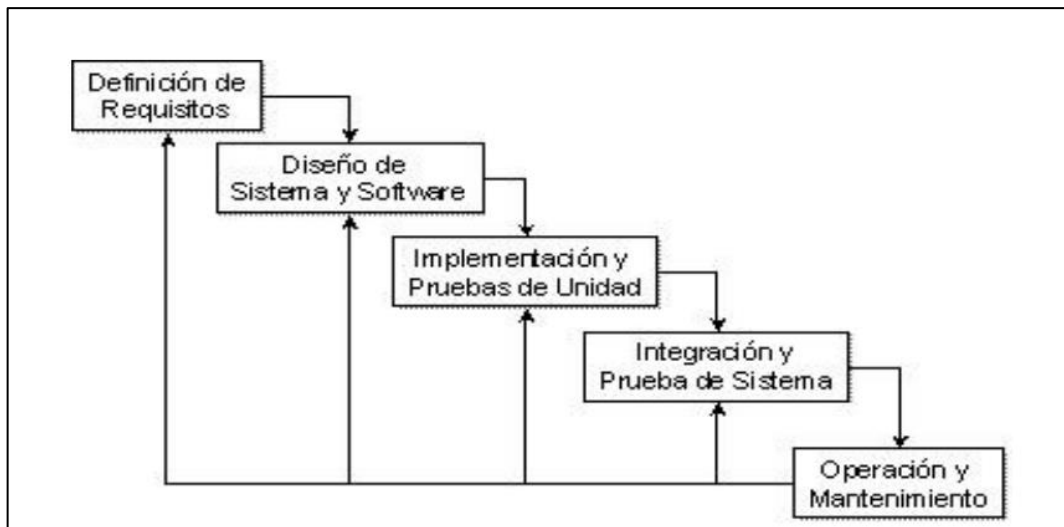 Definición de
Requisitos
Diseño de
Sistema y Software
Implementación y
Pruebas de Unidad
Integración y
Prueba de Sistema
Operación y
Mantenimiento